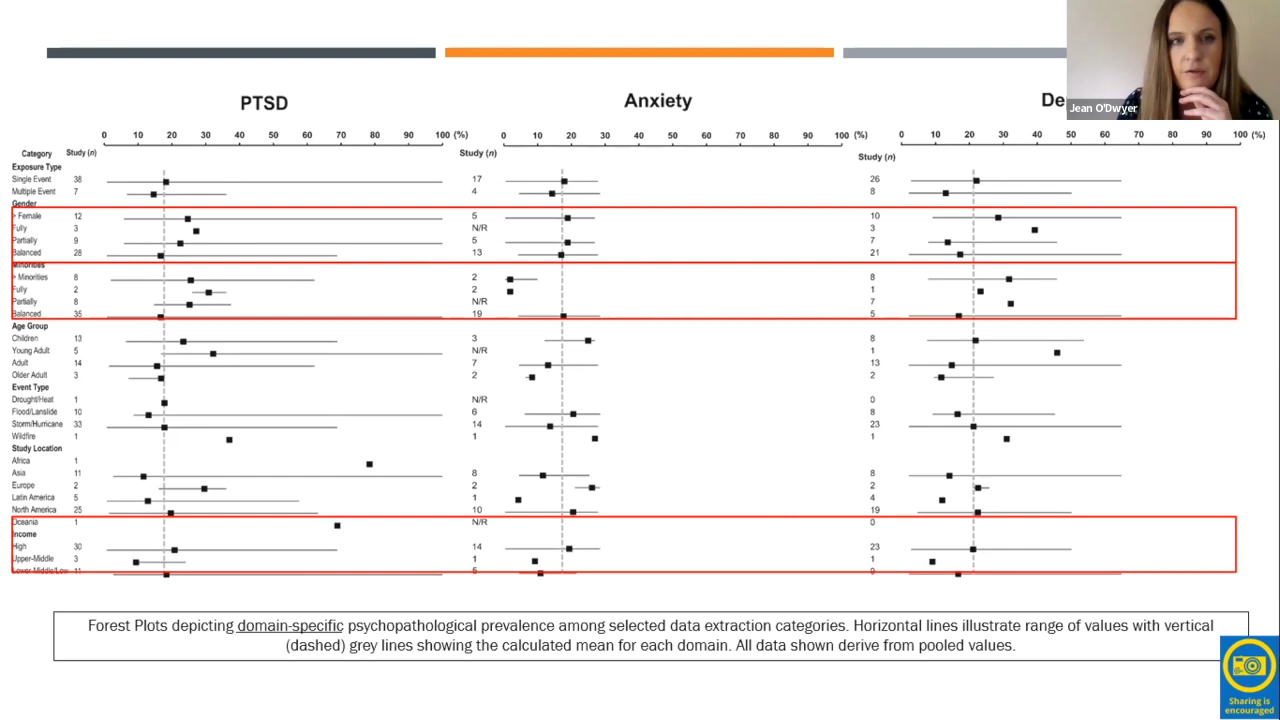 PTSD
Anxiety
De
Jean O'Dwyer
0 10 20 30 40 50 60 70 80 90 100 (%)
0 10 20 30 100 (%)
0 10 20 30 40 50 60 70 80 90 100 (%)
Category Study (n) Study (n) Study (n)
Exposure Type
Single Event 38 17 26
Multiple Event 7 4 8
Gender
> Female 12 5 10
Fully 3 N/R 3
Partially 9 5 7
Balanced 28 13 21
Minorities
> Minorities 8 2 8
Fully 2 2 1
Partially 8 N/R 7
Balanced 35 19 5
Age Group
Children 13 3 8
Young Adult 5 N/R 1
Adult 14 7 13
Older Adult 3 2 2
Event Type
Drought/Heat 1 N/R 0
Flood/Lanslide 10 6 8
Storm/Hurricane 33 14 23
Wildfire 1 1 1
Study Location
Africa 1
Asia 11 8 8
Europe 2 2 2
Latin America 5 1 4
North America 25 10 19
Oceania 1 N/R 0
Income
High 30 14 23
Upper-Middle 3 1 1
Lower-Middle/Low 11 5
Forest Plots depicting domain-specific psychopathological prevalence among selected data extraction categories. Horizontal lines illustrate range of values with vertical
(dashed) grey lines showing the calculated mean for each domain. All data shown derive from pooled values.
Sharing is
encouraged